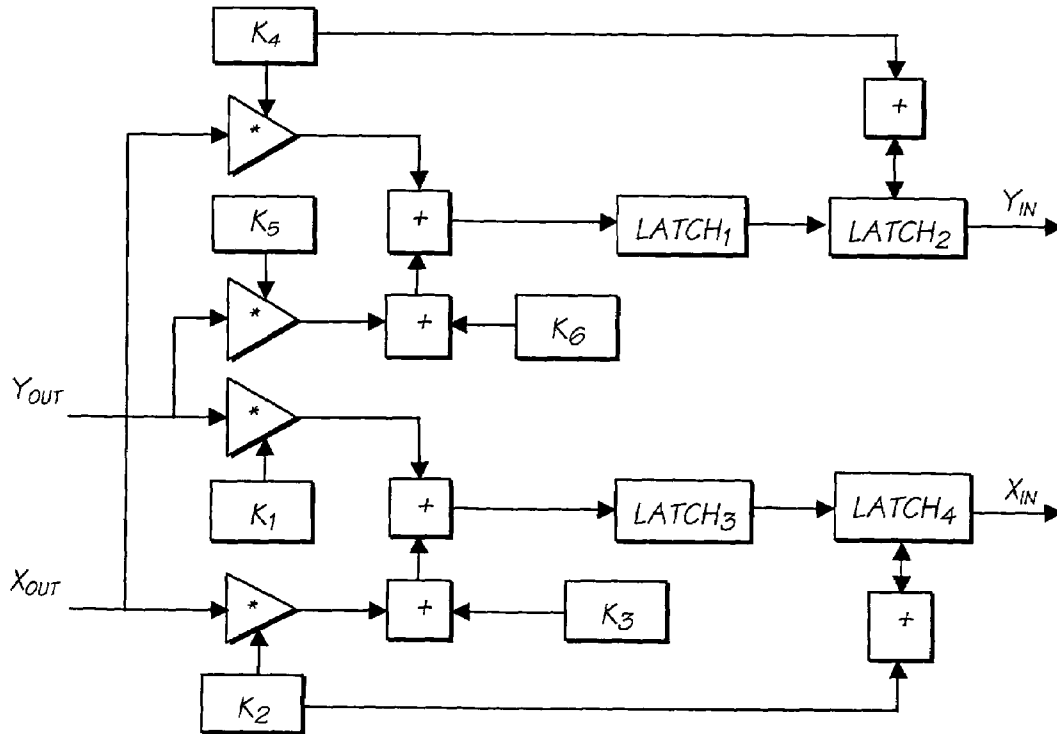 K4
+
*
K5
+
LATCH1
LATCH2
YIN
*
+
K6
YOUT
*
K1
+
LATCH3
LATCH4
XIN
XOUT
*
+
K3
+
K2